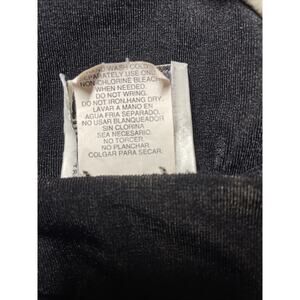 HAND WASH COLD
SEPARATELY USE ONLY
NON-CHLORINE BLEACH
WHEN NEEDED.
DO NOT WRING.
DO NOT IRON,HANG DRY.
LAVAR A MANO EN
AGUA FRIA SEPARADO.
NO USAR BLANQUEADOR
SIN CLOPINA
SEA NECESARIO.
NO TORCER.
NO PLANCHAR
COLGAR PARA SECAR.